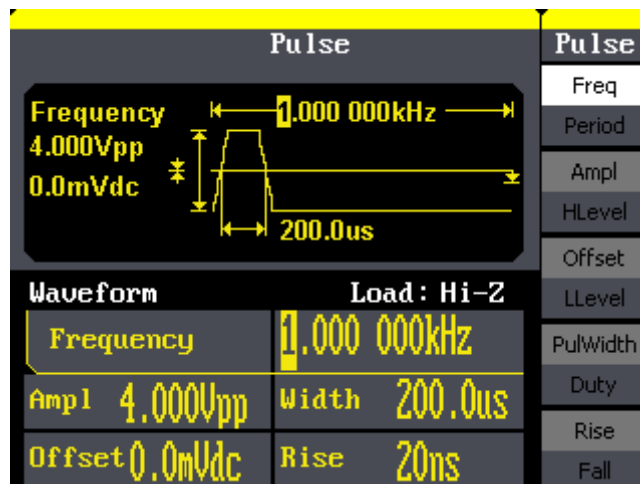 Pulse
Frequency
1.000 000kHz
4.000Vpp
0.0mVdc
200.0us
Waveform
Load: Hi-Z
Frequency
1.000 000kHz
Ampl 4.000Vpp
Width 200.0us
Offset 0.0mVdc
Rise 20ns
Pulse
Freq
Period
Ampl
HLevel
Offset
LLevel
PulWidth
Duty
Rise
Fall